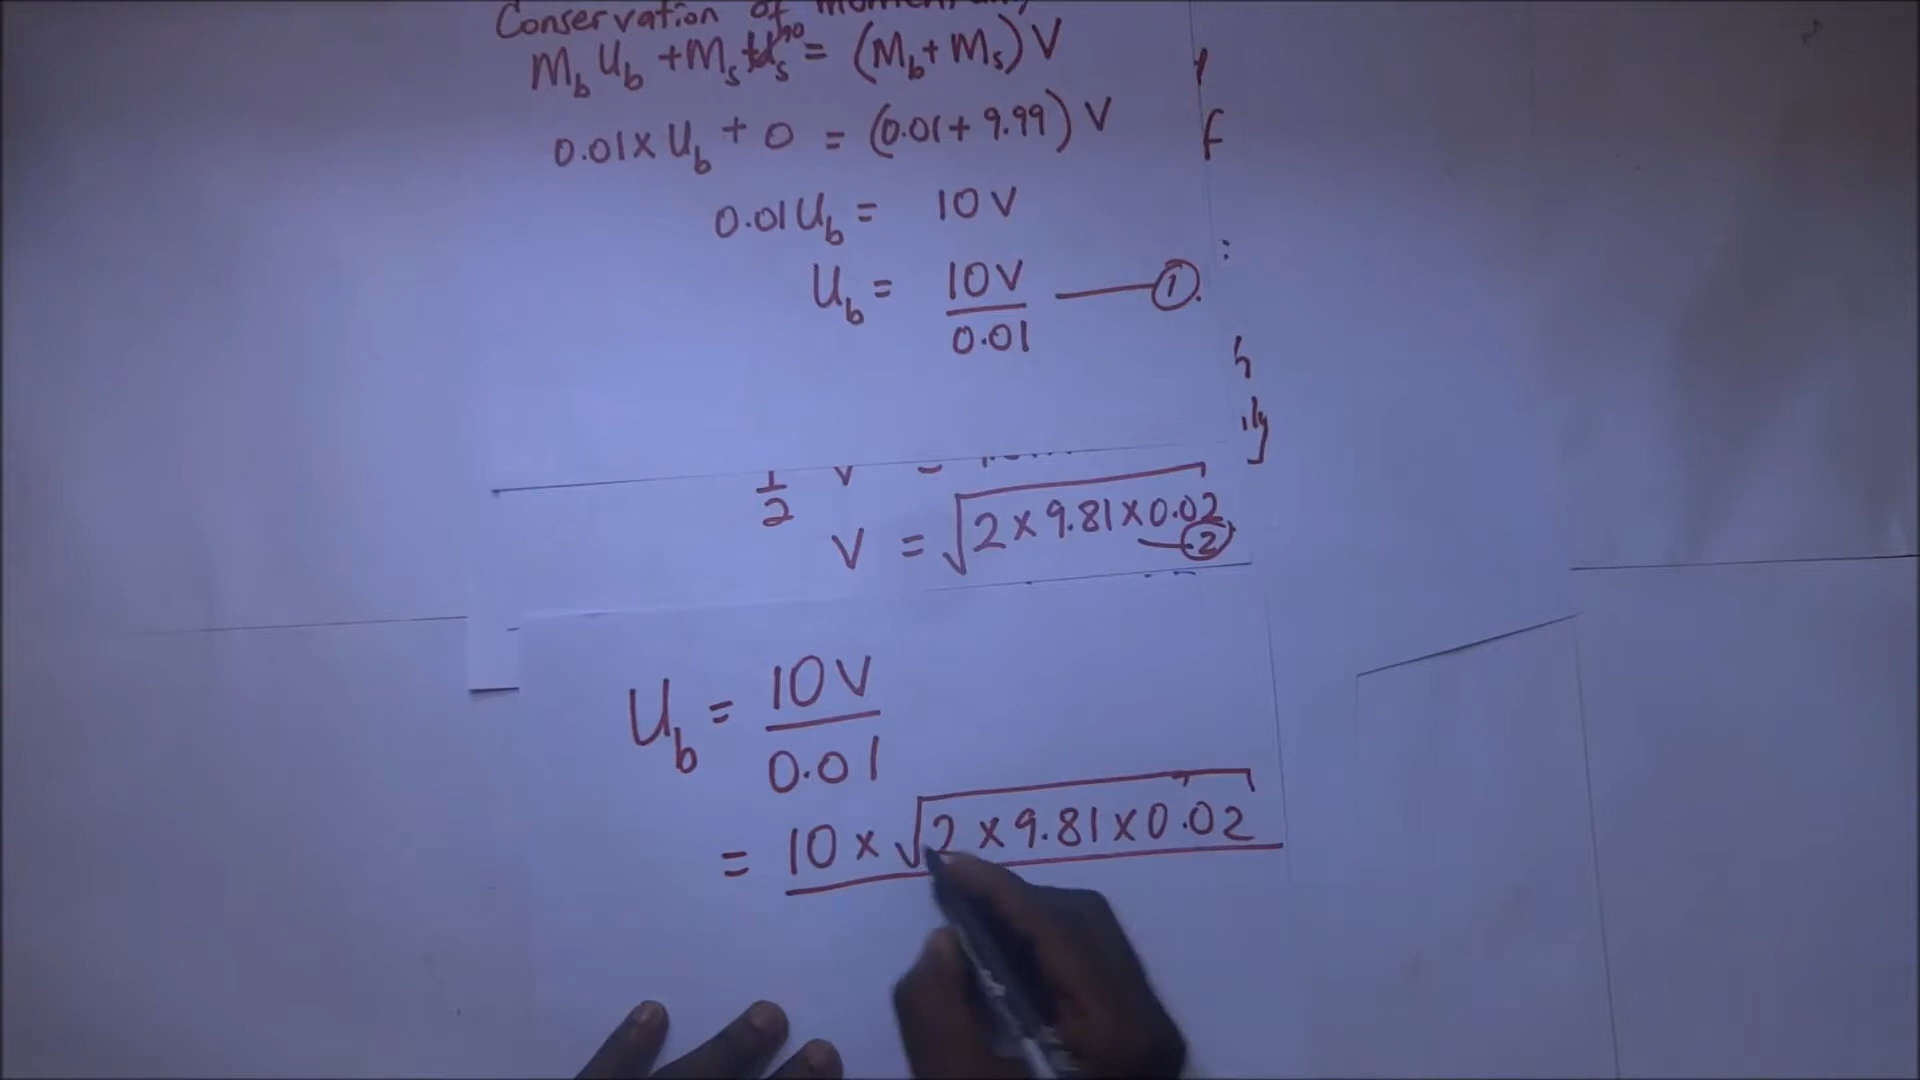 Conservation of momentum
M_b U_b + M_s U_s = (M_b + M_s) V
0.01 x U_b + 0 = (0.01 + 9.99) V
0.01 U_b = 10 V
U_b = 10V / 0.01 —— ①
1/2 V =
V = √(2 x 9.81 x 0.02) — ②
U_b = 10V / 0.01
= 10 x √(2 x 9.81 x 0.02)